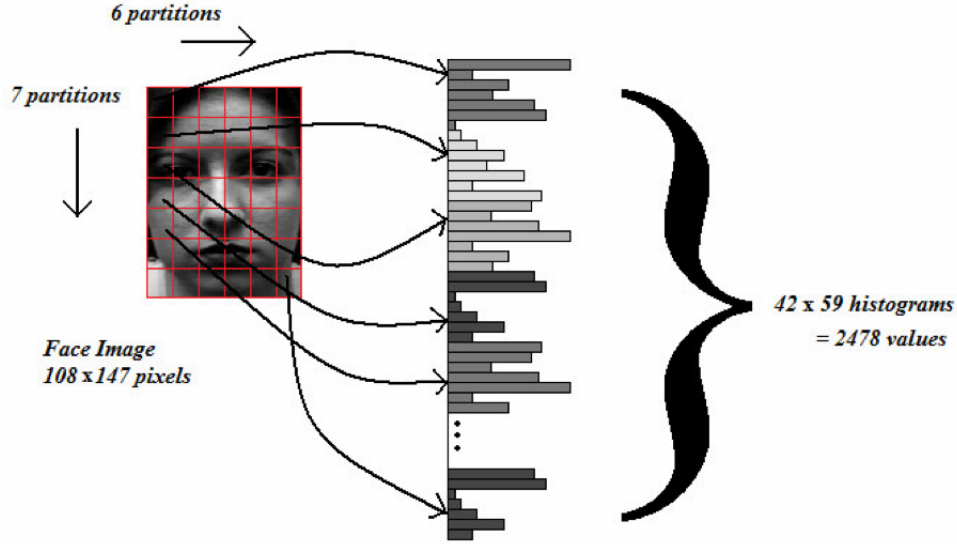 6 partitions
7 partitions
Face Image
108 x 147 pixels
42 x 59 histograms
= 2478 values